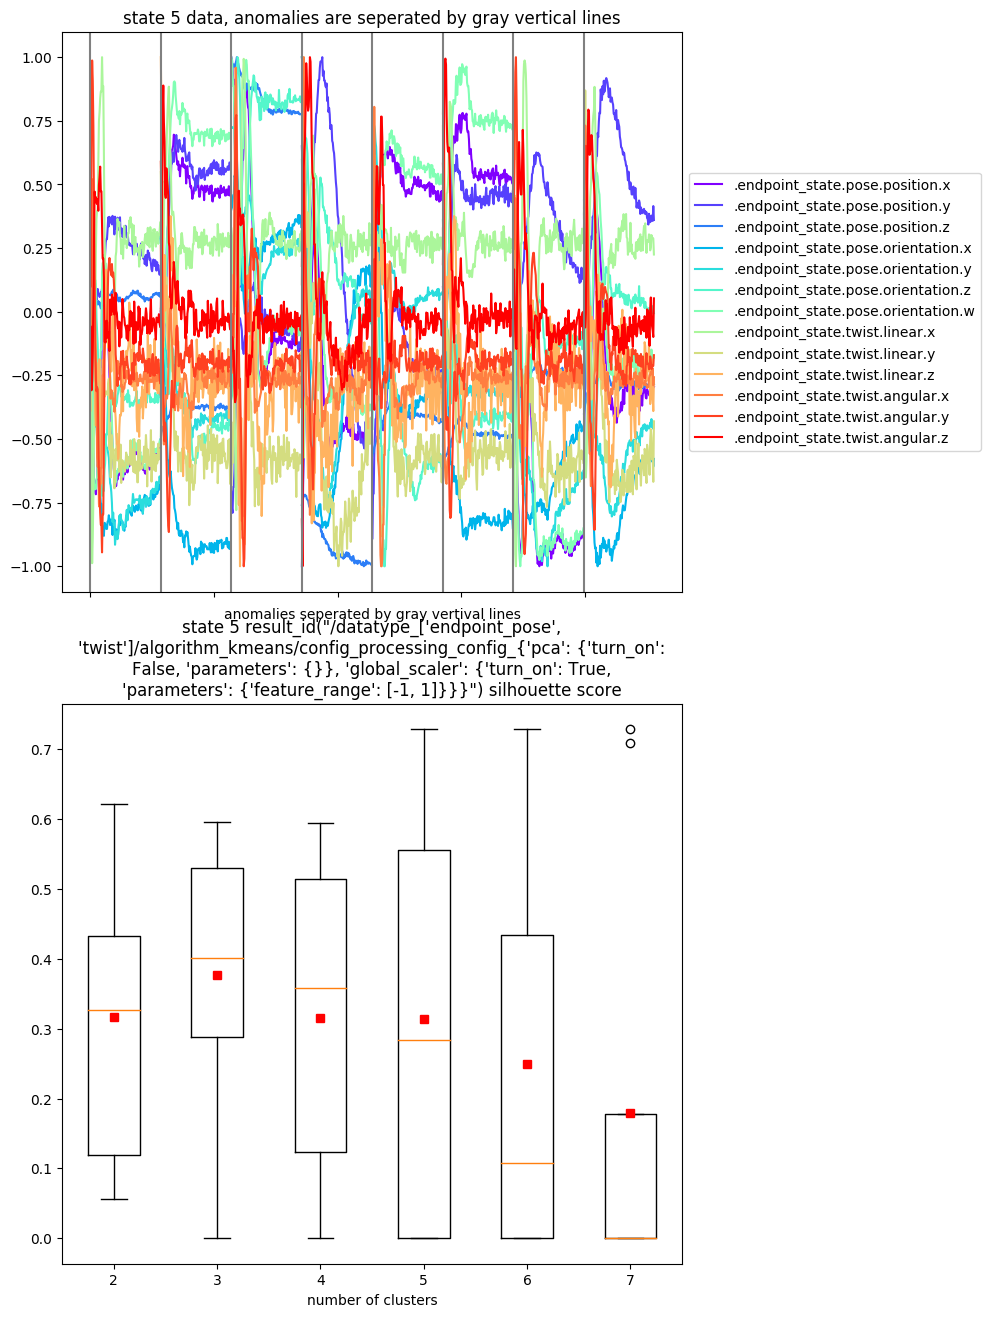 state 5 data, anomalies are seperated by gray vertical lines
1.00
0.75
0.50
0.25
0.00
−0.25
−0.50
−0.75
−1.00
.endpoint_state.pose.position.x
.endpoint_state.pose.position.y
.endpoint_state.pose.position.z
.endpoint_state.pose.orientation.x
.endpoint_state.pose.orientation.y
.endpoint_state.pose.orientation.z
.endpoint_state.pose.orientation.w
.endpoint_state.twist.linear.x
.endpoint_state.twist.linear.y
.endpoint_state.twist.linear.z
.endpoint_state.twist.angular.x
.endpoint_state.twist.angular.y
.endpoint_state.twist.angular.z
anomalies seperated by gray vertival lines
state 5 result_id("/datatype_['endpoint_pose',
'twist']/algorithm_kmeans/config_processing_config_{'pca': {'turn_on':
False, 'parameters': {}}, 'global_scaler': {'turn_on': True,
'parameters': {'feature_range': [-1, 1]}}}") silhouette score
0.7
0.6
0.5
0.4
0.3
0.2
0.1
0.0
2 3 4 5 6 7
number of clusters